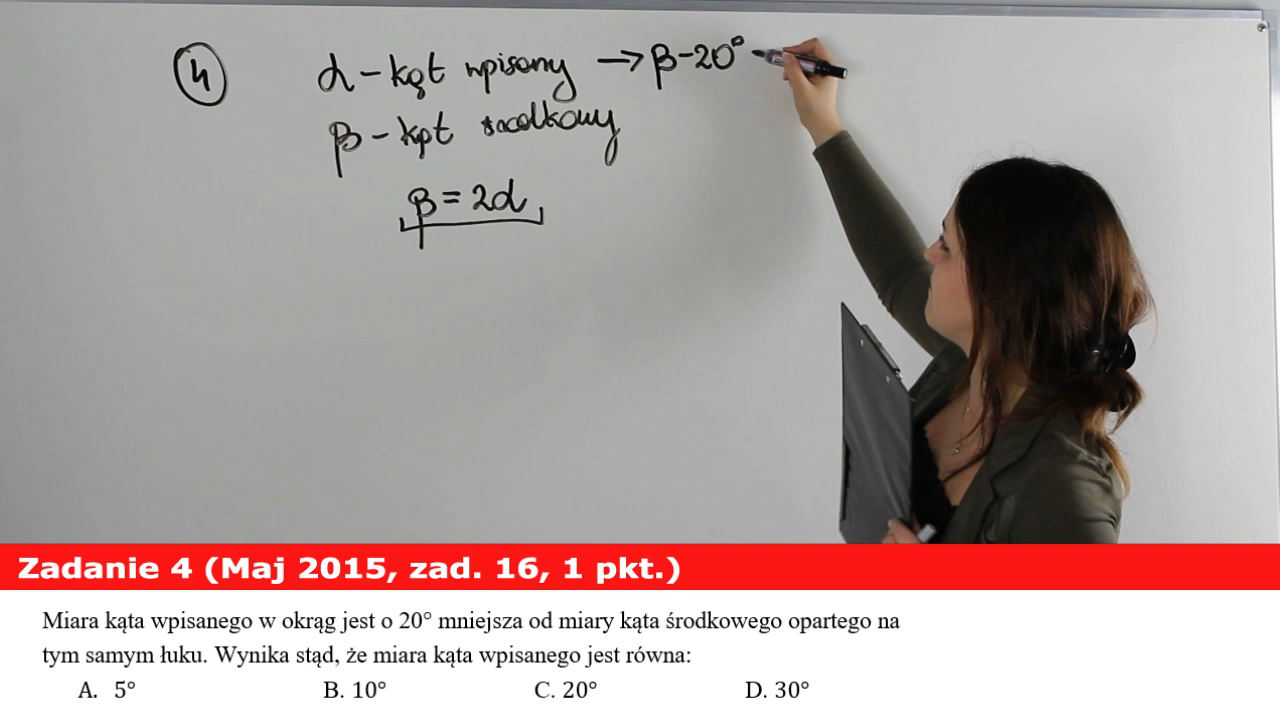 4 α - kąt wpisany → β - 20°
β - kąt środkowy
β = 2α
Zadanie 4 (Maj 2015, zad. 16, 1 pkt.)
Miara kąta wpisanego w okrąg jest o 20° mniejsza od miary kąta środkowego opartego na
tym samym łuku. Wynika stąd, że miara kąta wpisanego jest równa:
A. 5° B. 10° C. 20° D. 30°